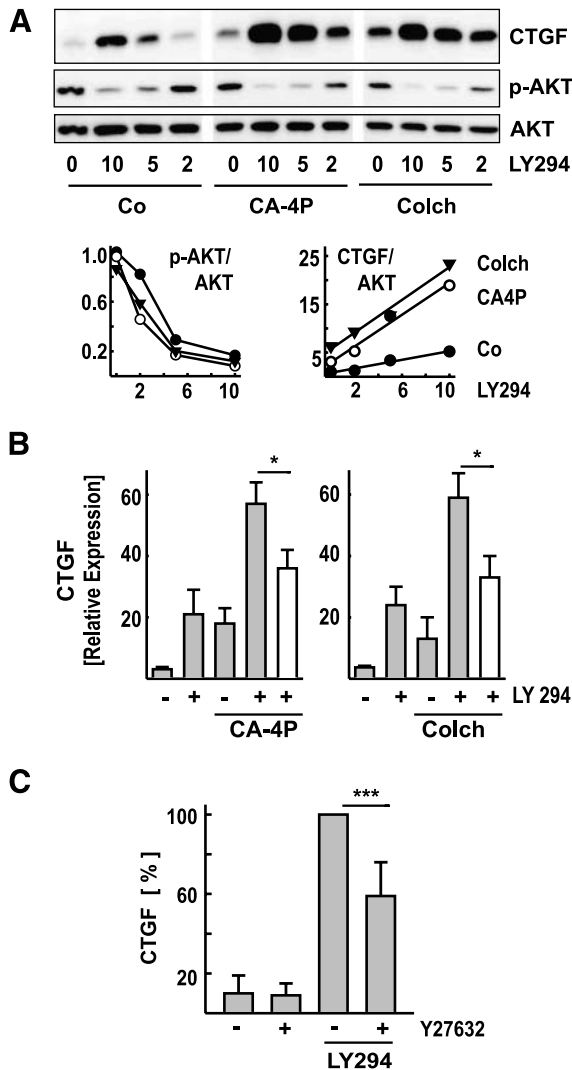 A
CTGF
p-AKT
AKT
0 10 5 2 0 10 5 2 0 10 5 2 LY294
Co CA-4P Colch
1.0 p-AKT/
AKT
0.6
0.2
2 6 10
25 CTGF/
AKT
15
5
Colch
CA4P
Co
2 6 10 LY294
B
CTGF
[Relative Expression]
60
40
20
*
- + - + +
CA-4P
60
40
20
*
- + - + + LY 294
Colch
C
CTGF [ % ]
100
60
20
***
- + - + Y27632
LY294